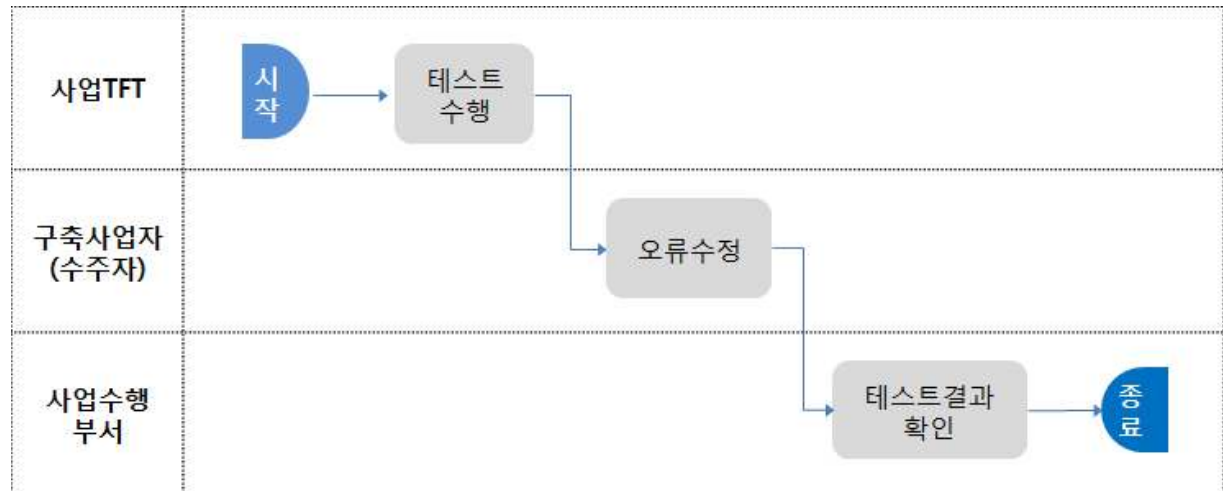 사업TFT
시
작
테스트
수행
구축사업자
(수주자)
오류수정
사업수행
부서
테스트결과
확인
종
료